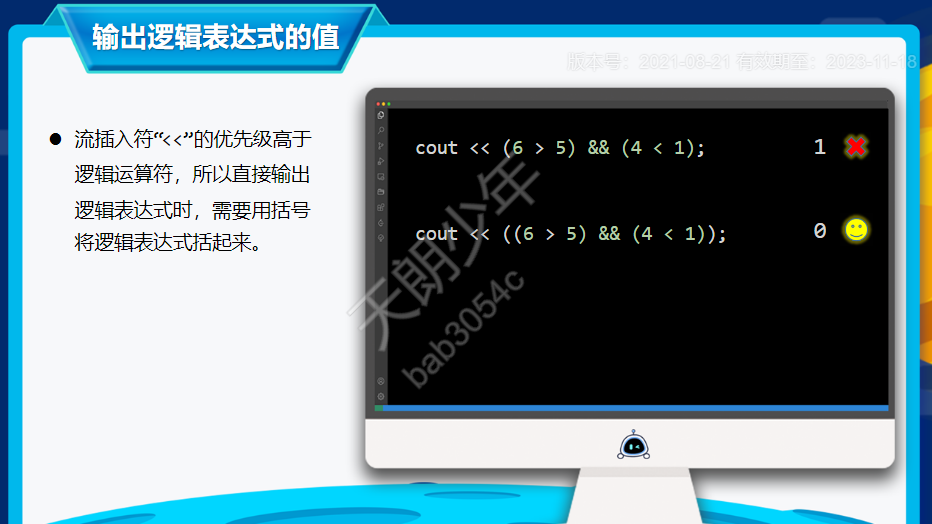 输出逻辑表达式的值
版本号：2021-08-21 有效期至：2023-11-18
流插入符“<<”的优先级高于
逻辑运算符，所以直接输出
逻辑表达式时，需要用括号
将逻辑表达式括起来。
cout << (6 > 5) && (4 < 1); 1
cout << ((6 > 5) && (4 < 1)); 0
天朗少年
bab3054c